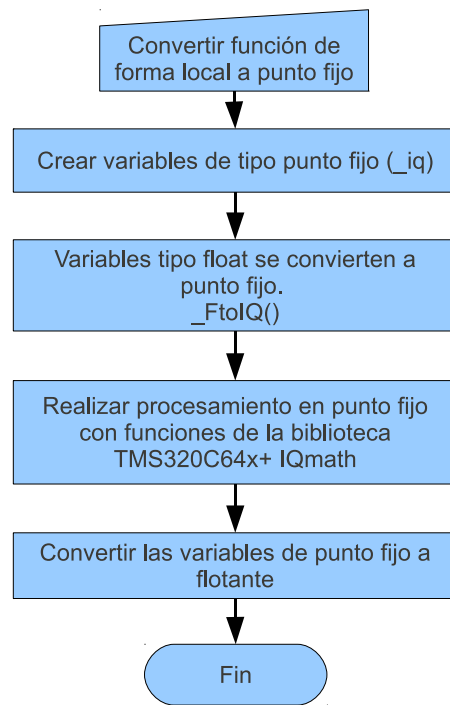 Convertir función de
forma local a punto fijo
Crear variables de tipo punto fijo (_iq)
Variables tipo float se convierten a
punto fijo.
_FtoIQ()
Realizar procesamiento en punto fijo
con funciones de la biblioteca
TMS320C64x+ IQmath
Convertir las variables de punto fijo a
flotante
Fin